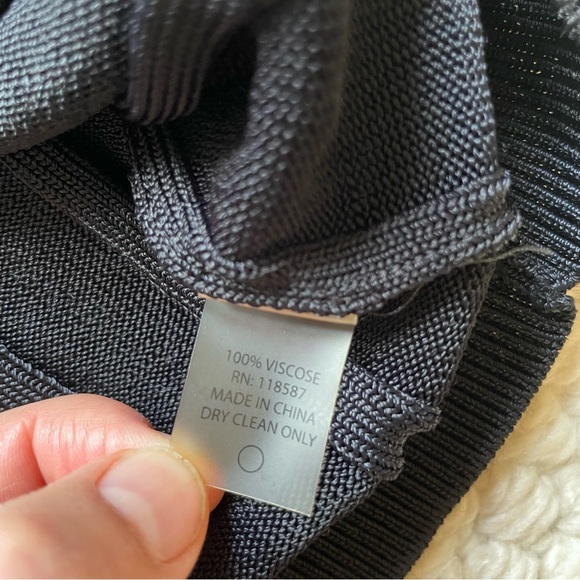 100% VISCOSE
RN: 118587
MADE IN CHINA
DRY CLEAN ONLY